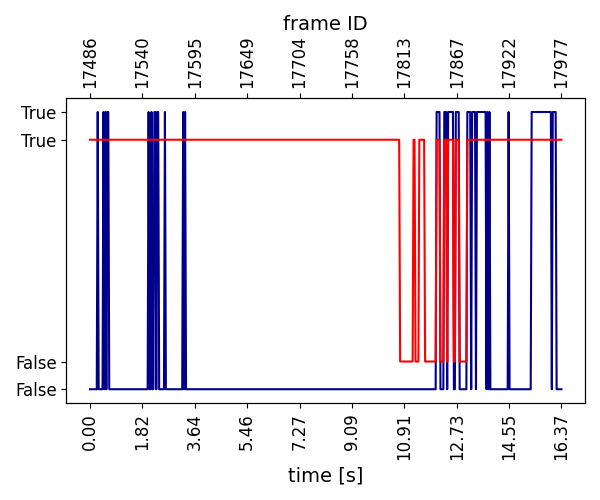 frame ID
17486 17540 17595 17649 17704 17758 17813 17867 17922 17977
True
True
False
False
0.00 1.82 3.64 5.46 7.27 9.09 10.91 12.73 14.55 16.37
time [s]